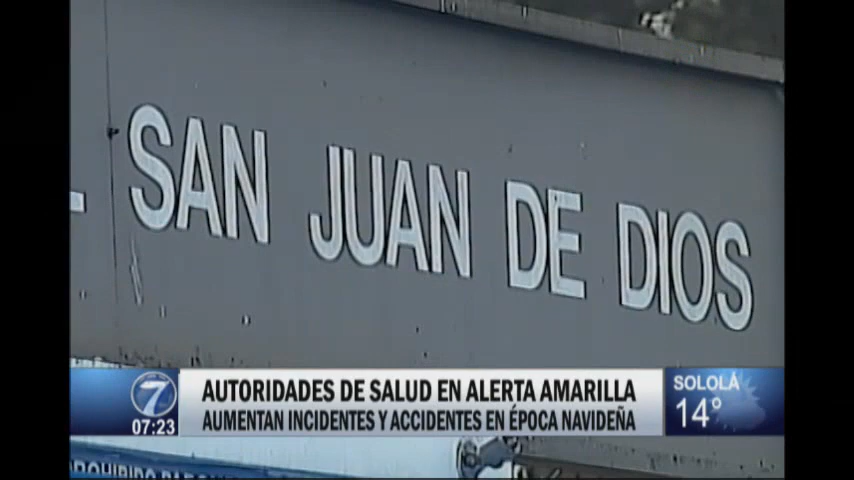 SAN JUAN DE DIOS
AUTORIDADES DE SALUD EN ALERTA AMARILLA
AUMENTAN INCIDENTES Y ACCIDENTES EN ÉPOCA NAVIDEÑA
7
07:23
SOLOLÁ
14°